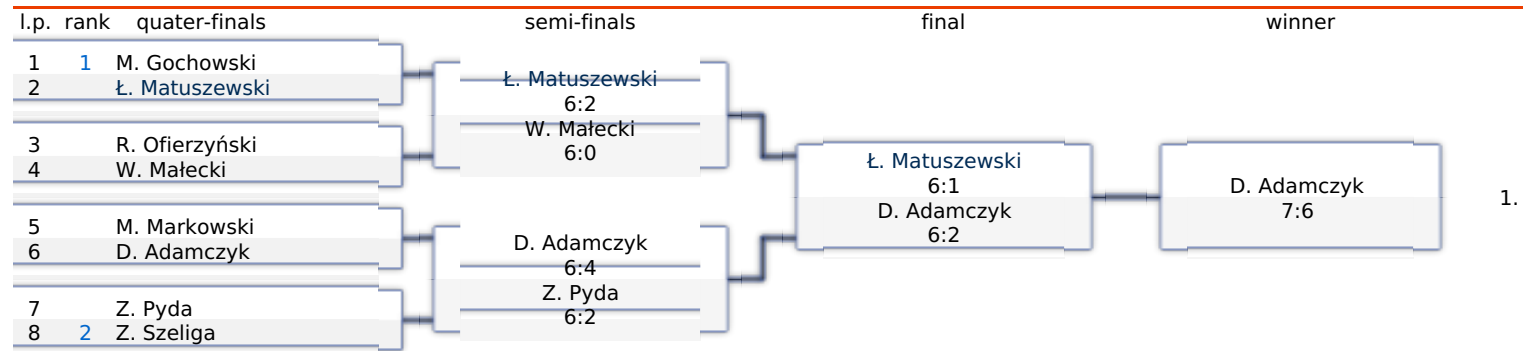 l.p. rank quater-finals semi-finals final winner
1 1 M. Gochowski
2 Ł. Matuszewski
3 R. Ofierzyński
4 W. Małecki
5 M. Markowski
6 D. Adamczyk
7 Z. Pyda
8 2 Z. Szeliga
Ł. Matuszewski
6:2
W. Małecki
6:0
D. Adamczyk
6:4
Z. Pyda
6:2
Ł. Matuszewski
6:1
D. Adamczyk
6:2
D. Adamczyk
7:6
1.